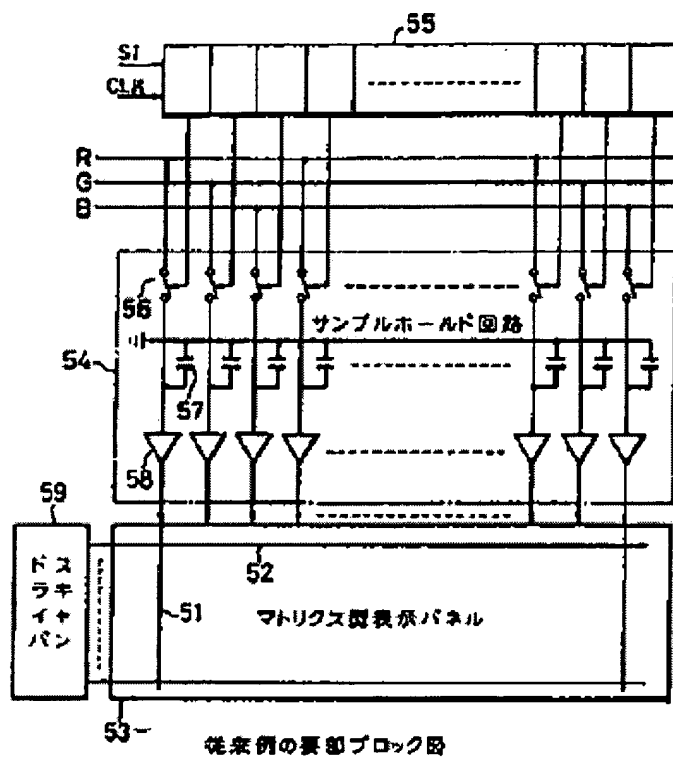 55
SI
CLK
R
G
B
56
サンプルホールド回路
54
57
58
59
スキャン
ドライバ
52
51
マトリクス型表示パネル
53
従来例の要部ブロック図